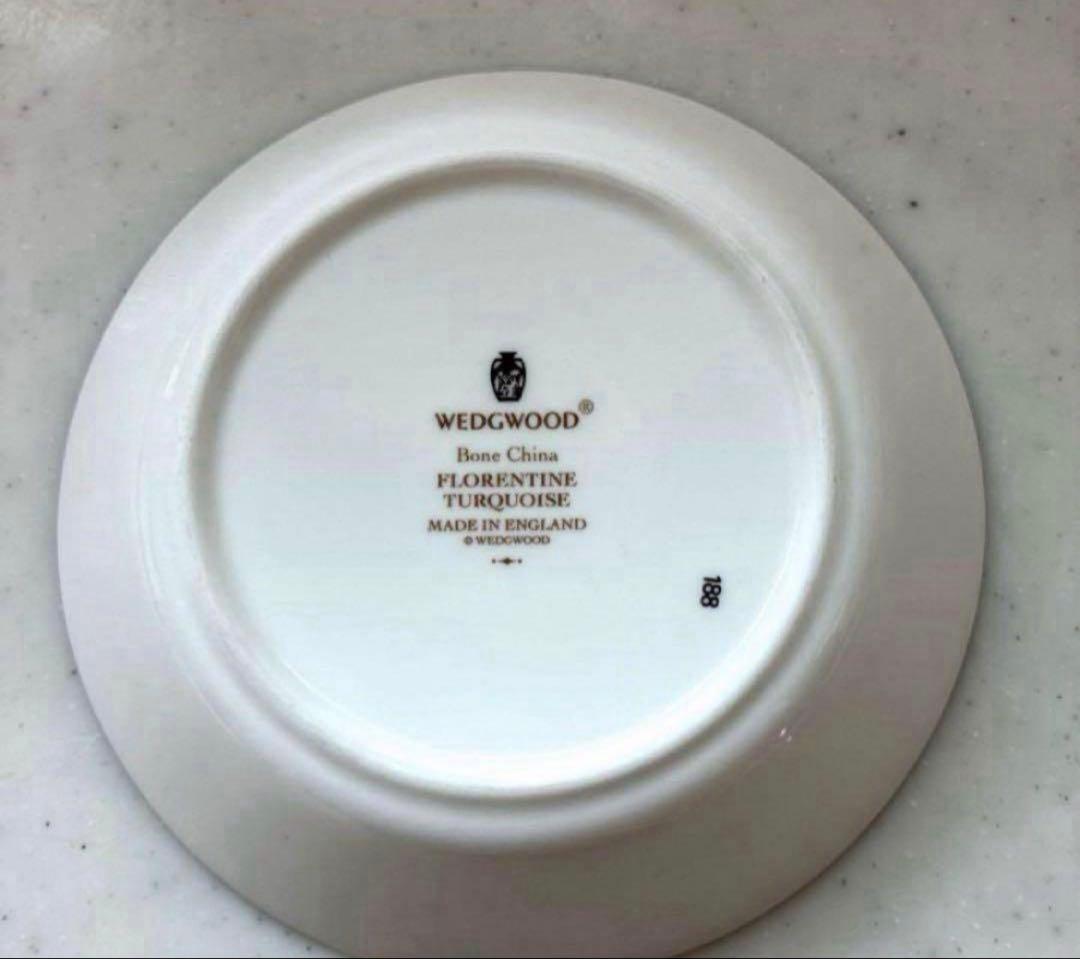 WEDGWOOD®
Bone China
FLORENTINE
TURQUOISE
MADE IN ENGLAND
© WEDGWOOD
188